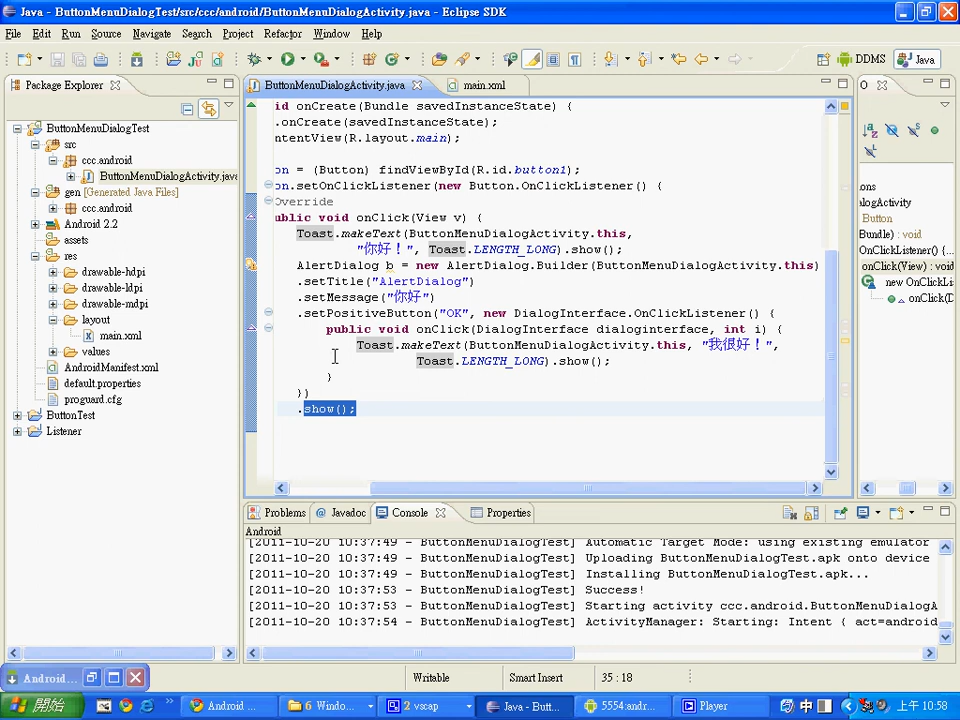 Java - ButtonMenuDialogTest/src/ccc/android/ButtonMenuDialogActivity.java - Eclipse SDK
File Edit Run Source Navigate Search Project Refactor Window Help
DDMS Java
Package Explorer
ButtonMenuDialogTest
src
ccc.android
ButtonMenuDialogActivity.java
gen [Generated Java Files]
ccc.android
Android 2.2
assets
res
drawable-hdpi
drawable-ldpi
drawable-mdpi
layout
main.xml
values
AndroidManifest.xml
default.properties
proguard.cfg
ButtonTest
Listener
ButtonMenuDialogActivity.java main.xml
id onCreate(Bundle savedInstanceState) {
.onCreate(savedInstanceState);
ntentView(R.layout.main);
on = (Button) findViewById(R.id.button1);
on.setOnClickListener(new Button.OnClickListener() {
Override
ublic void onClick(View v) {
Toast.makeText(ButtonMenuDialogActivity.this,
"你好！", Toast.LENGTH_LONG).show();
AlertDialog b = new AlertDialog.Builder(ButtonMenuDialogActivity.this)
.setTitle("AlertDialog")
.setMessage("你好")
.setPositiveButton("OK", new DialogInterface.OnClickListener() {
public void onClick(DialogInterface dialoginterface, int i) {
Toast.makeText(ButtonMenuDialogActivity.this, "我很好！",
Toast.LENGTH_LONG).show();
}
})
.show();
O
ons
alogActivity
Button
Bundle) : void
OnClickListener() {...
onClick(View) : void
new OnClickLi
onClick(D
Problems Javadoc Console Properties
Android
[2011-10-20 10:37:49 - ButtonMenuDialogTest] Automatic Target Mode: using existing emulator
[2011-10-20 10:37:49 - ButtonMenuDialogTest] Uploading ButtonMenuDialogTest.apk onto device
[2011-10-20 10:37:49 - ButtonMenuDialogTest] Installing ButtonMenuDialogTest.apk...
[2011-10-20 10:37:53 - ButtonMenuDialogTest] Success!
[2011-10-20 10:37:53 - ButtonMenuDialogTest] Starting activity ccc.android.ButtonMenuDialogA
[2011-10-20 10:37:54 - ButtonMenuDialogTest] ActivityManager: Starting: Intent { act=android
Android...
Writable Smart Insert 35 : 18
開始 Android ... 6 Windo... 2 vscap Java - Butt... 5554:andr... Player 中 上午 10:58